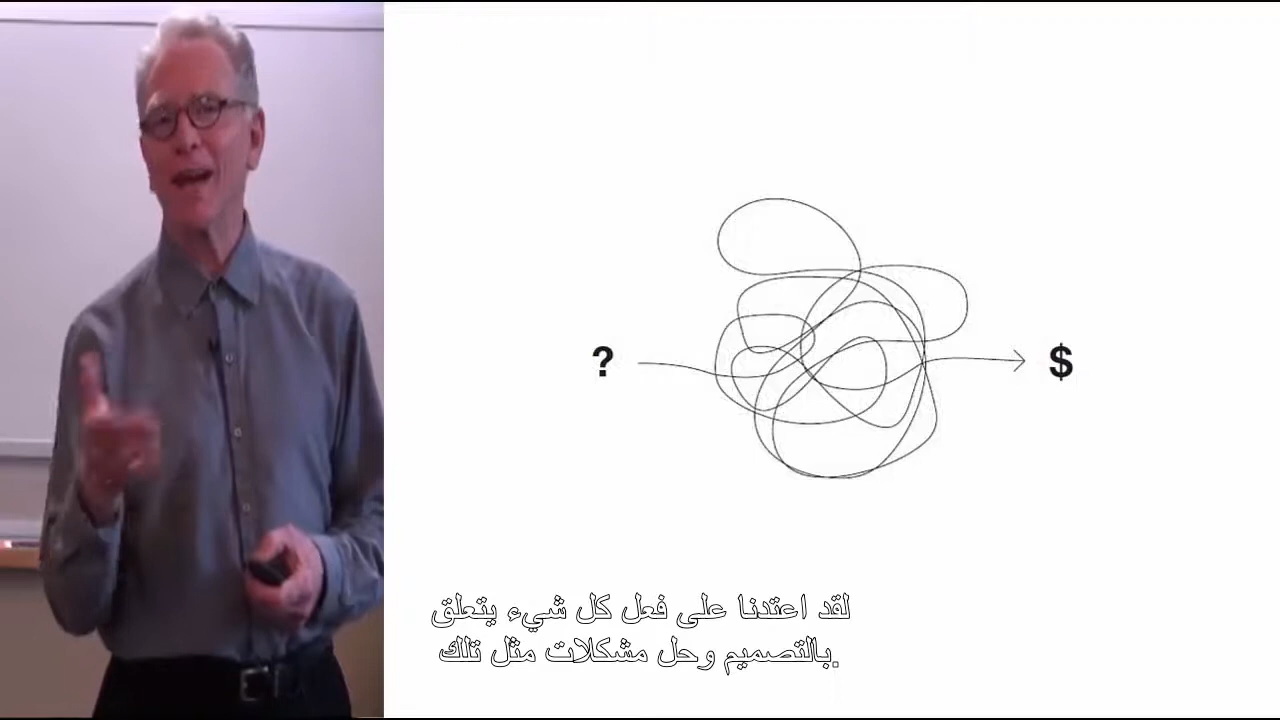 ? $
لقد اعتدنا على فعل كل شيء يتعلق
بالتصميم وحل مشكلات مثل تلك.